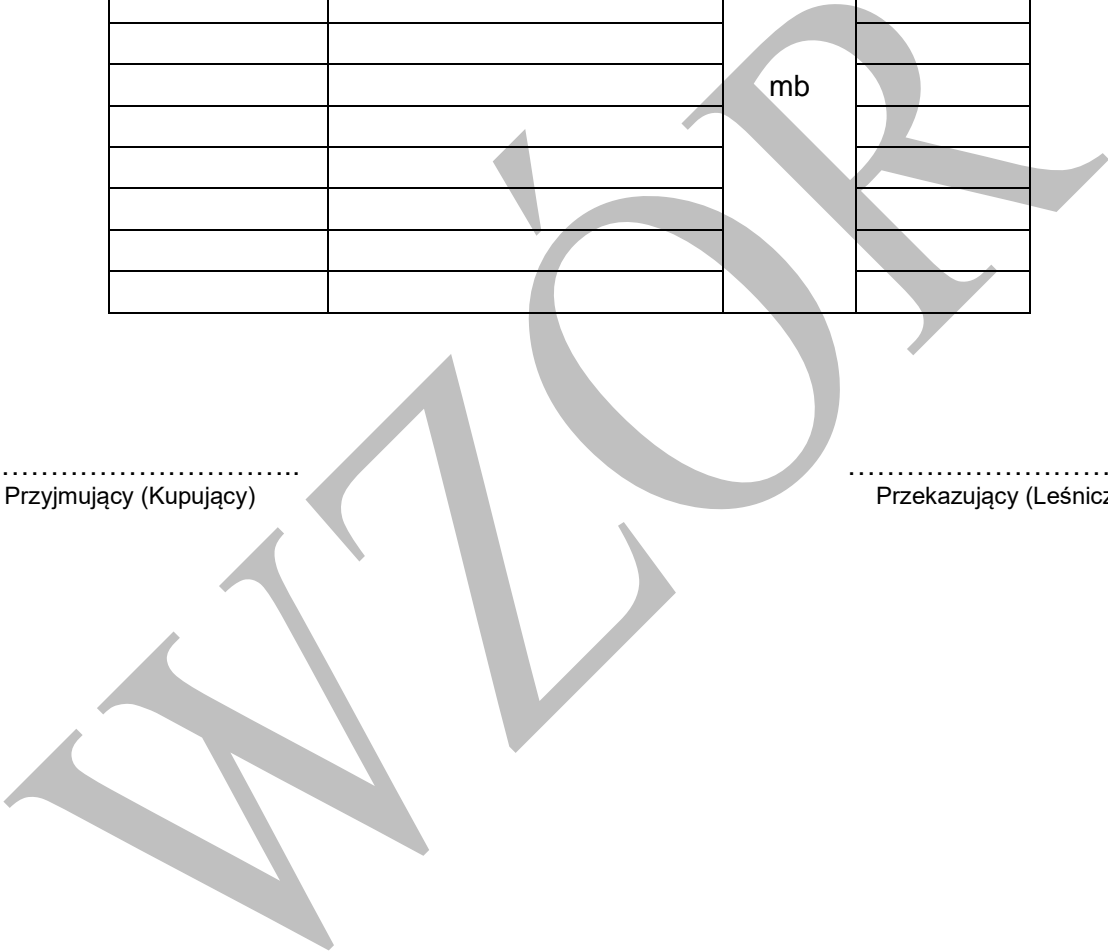 mb
WZÓR
…………………………..      ………………………
Przyjmujący (Kupujący)      Przekazujący (Leśnicz